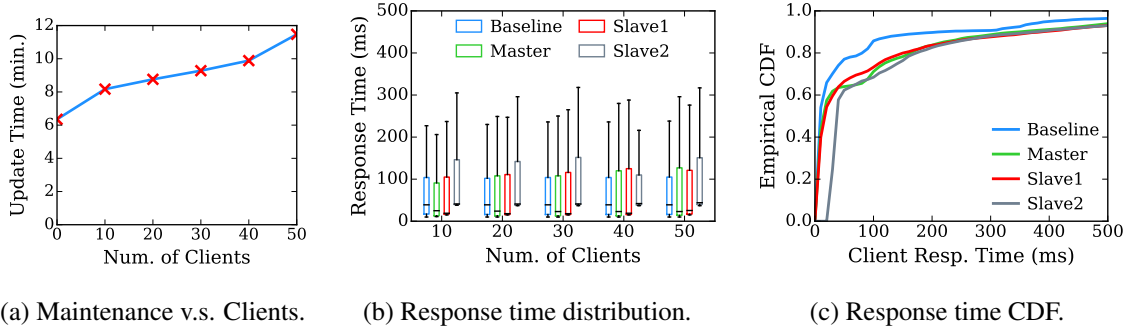 12
10
8
6
4
2
0
Update Time (min.)
0 10 20 30 40 50
Num. of Clients
(a) Maintenance v.s. Clients.
500
400
300
200
100
0
Response Time (ms)
Baseline Slave1
Master Slave2
10 20 30 40 50
Num. of Clients
(b) Response time distribution.
1.0
0.8
0.6
0.4
0.2
0.0
Empirical CDF
Baseline
Master
Slave1
Slave2
0 100 200 300 400 500
Client Resp. Time (ms)
(c) Response time CDF.